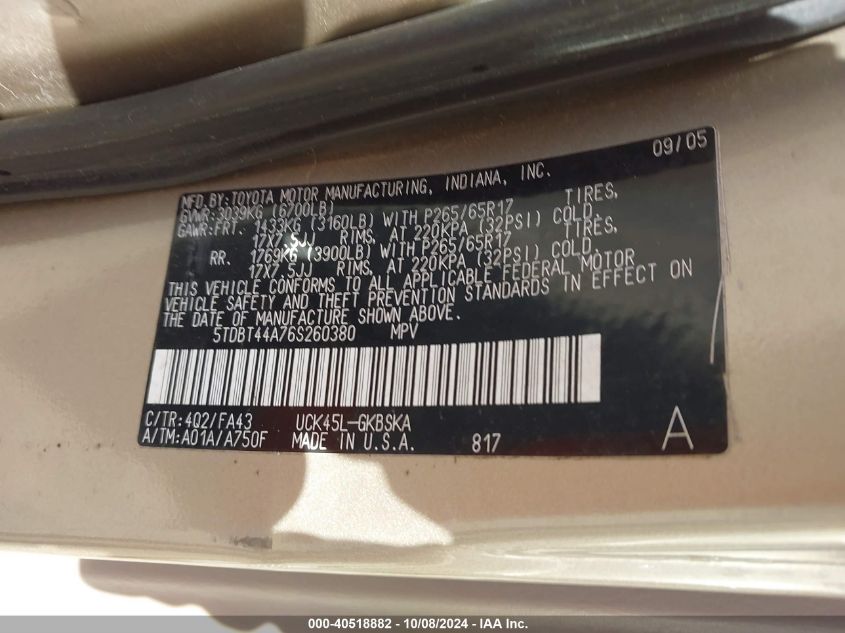 09/05
MFD. BY: TOYOTA MOTOR MANUFACTURING, INDIANA, INC.
GVWR: 3039KG (6700LB)
GAWR: FRT. 1433KG (3160LB) WITH P265/65R17 TIRES,
17X7.5JJ RIMS, AT 220KPA (32PSI) COLD.
RR. 1769KG (3900LB) WITH P265/65R17 TIRES,
17X7.5JJ RIMS, AT 220KPA (32PSI) COLD.
THIS VEHICLE CONFORMS TO ALL APPLICABLE FEDERAL MOTOR
VEHICLE SAFETY AND THEFT PREVENTION STANDARDS IN EFFECT ON
THE DATE OF MANUFACTURE SHOWN ABOVE.
5TDBT44A76S260380 MPV
C/TR: 4Q2/FA43 UCK45L-GKBSKA
A/TM: A01A/A750F MADE IN U.S.A. 817 A
000-40518882 - 10/08/2024 - IAA Inc.